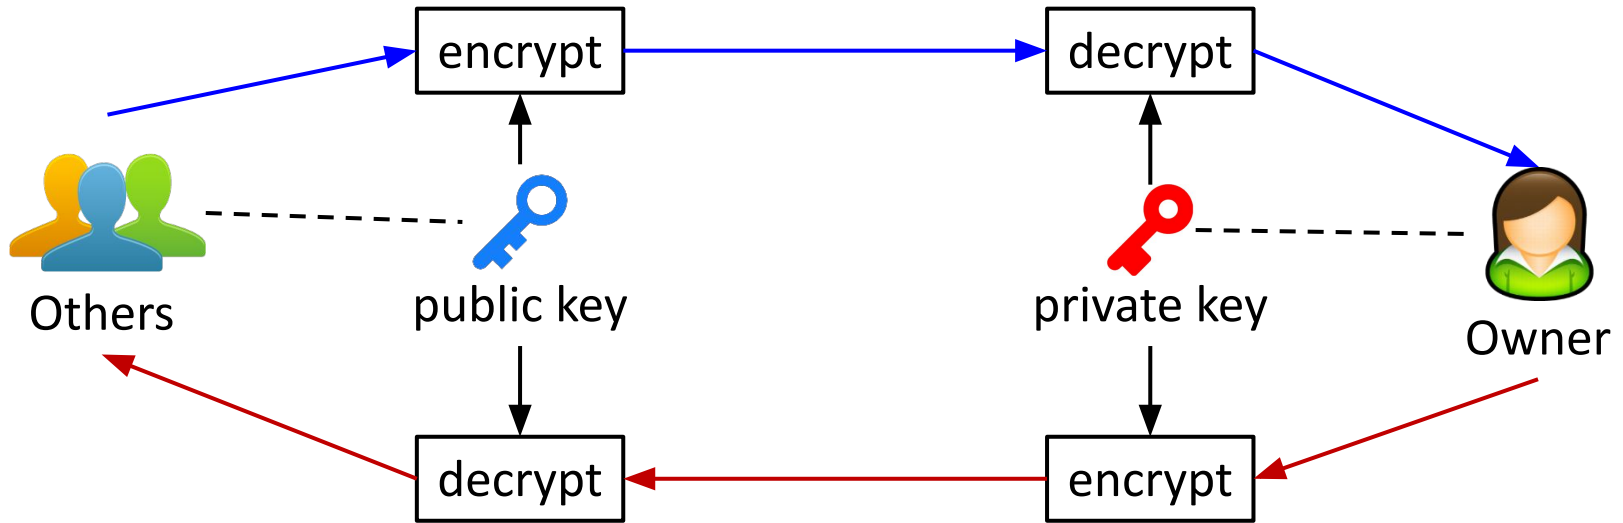 encrypt
decrypt
public key
private key
Others
Owner
decrypt
encrypt